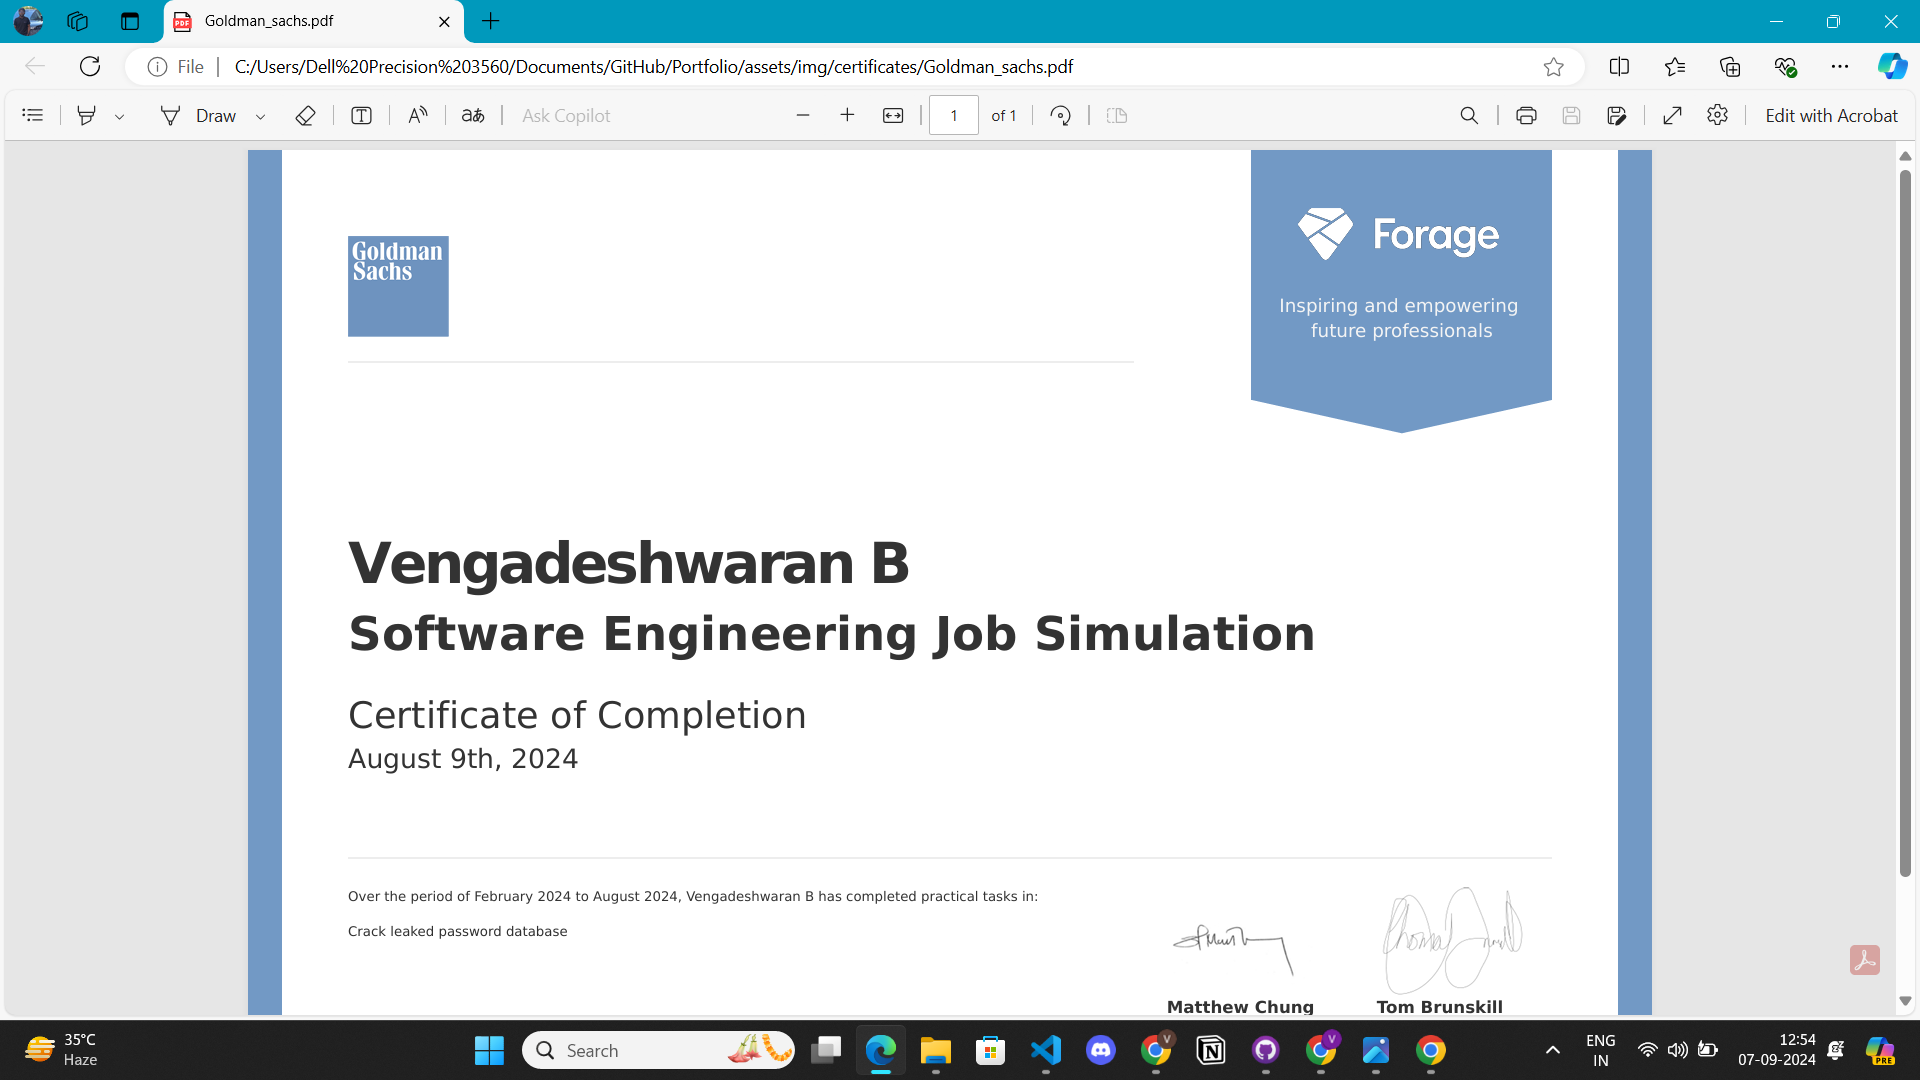 Goldman_sachs.pdf
File
C:/Users/Dell%20Precision%203560/Documents/GitHub/Portfolio/assets/img/certificates/Goldman_sachs.pdf
Draw
T
A
aあ
Ask Copilot
1
of 1
Edit with Acrobat
Goldman
Sachs
Forage
Inspiring and empowering
future professionals
Vengadeshwaran B
Software Engineering Job Simulation
Certificate of Completion
August 9th, 2024
Over the period of February 2024 to August 2024, Vengadeshwaran B has completed practical tasks in:
Crack leaked password database
Matthew Chung
Tom Brunskill
35°C
Haze
Search
V
V
ENG
IN
12:54
07-09-2024
PRE